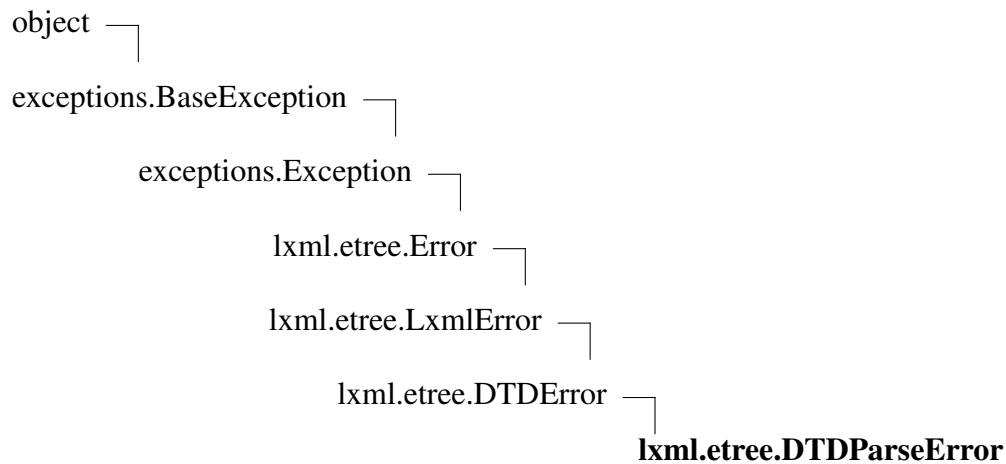 object
exceptions.BaseException
exceptions.Exception
lxml.etree.Error
lxml.etree.LxmlError
lxml.etree.DTDError
lxml.etree.DTDParseError